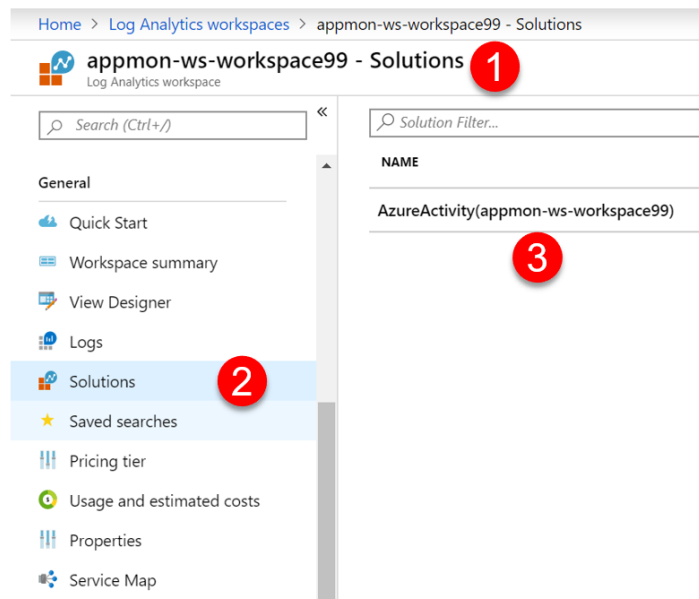 Home > Log Analytics workspaces > appmon-ws-workspace99 - Solutions
appmon-ws-workspace99 - Solutions
1
Log Analytics workspace
Search (Ctrl+/)
«
General
Quick Start
Workspace summary
View Designer
Logs
Solutions
2
Saved searches
Pricing tier
Usage and estimated costs
Properties
Service Map
Solution Filter...
NAME
AzureActivity(appmon-ws-workspace99)
3